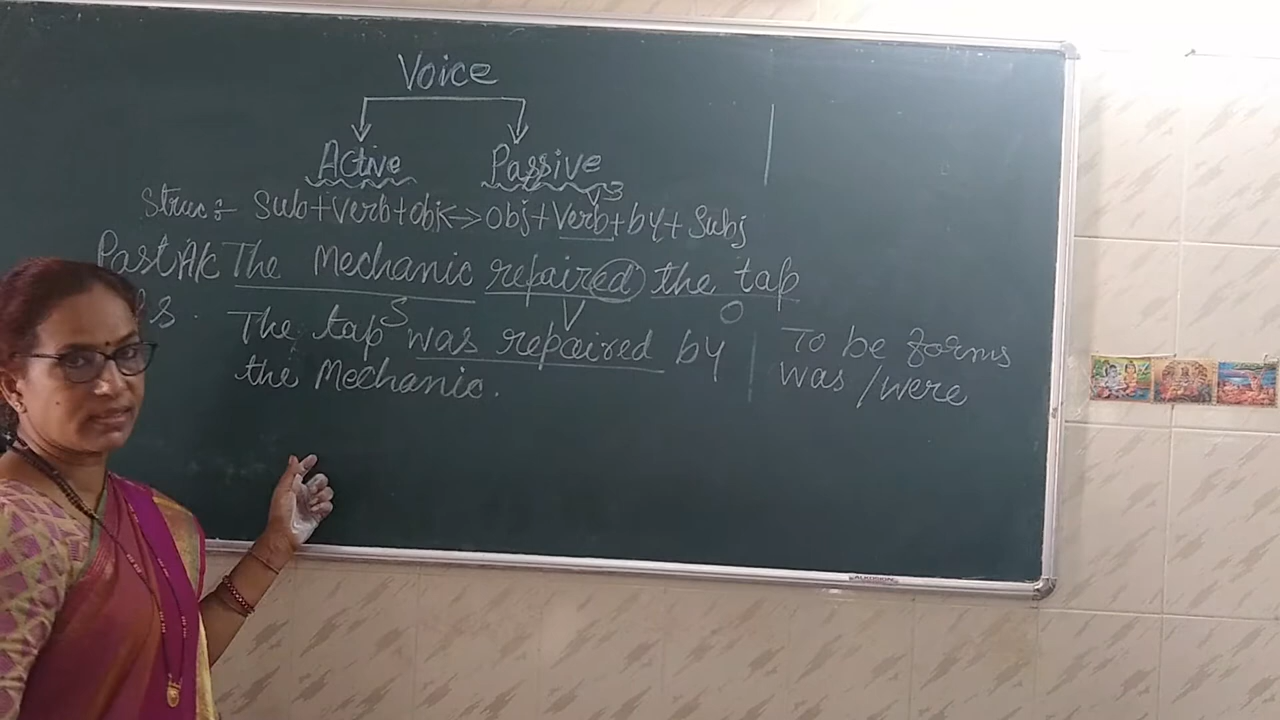 Voice
Active Passive
Struc:- Sub+Verb+obj<-> obj+Verb+by+Subj
V3
Past A/c The Mechanic repaired the tap
S V O
s. The tap was repaired by
the Mechanic.
To be forms
was/were